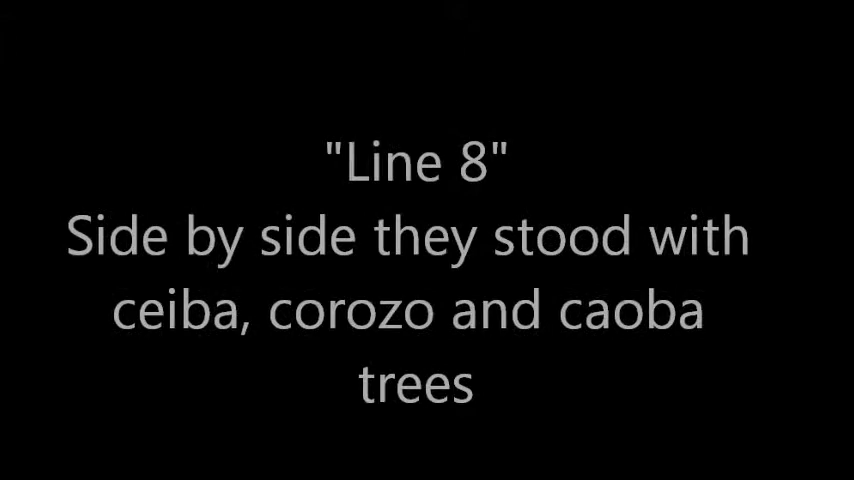 "Line 8"
Side by side they stood with
ceiba, corozo and caoba
trees